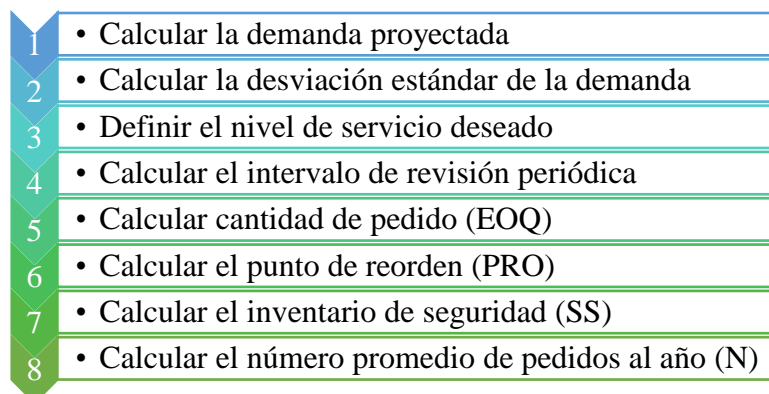 1 • Calcular la demanda proyectada
2 • Calcular la desviación estándar de la demanda
3 • Definir el nivel de servicio deseado
4 • Calcular el intervalo de revisión periódica
5 • Calcular cantidad de pedido (EOQ)
6 • Calcular el punto de reorden (PRO)
7 • Calcular el inventario de seguridad (SS)
8 • Calcular el número promedio de pedidos al año (N)